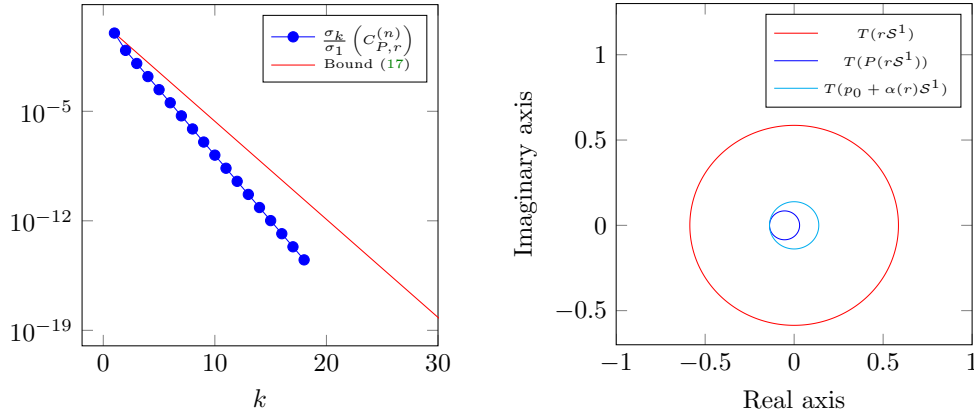 σ_k/σ_1 (C^{(n)}_{P,r})
Bound (17)
10^{−5}
10^{−12}
10^{−19}
0 10 20 30
k
T(rS^1)
T(P(rS^1))
T(p_0 + α(r)S^1)
Imaginary axis
1
0.5
0
−0.5
−1 −0.5 0 0.5 1
Real axis